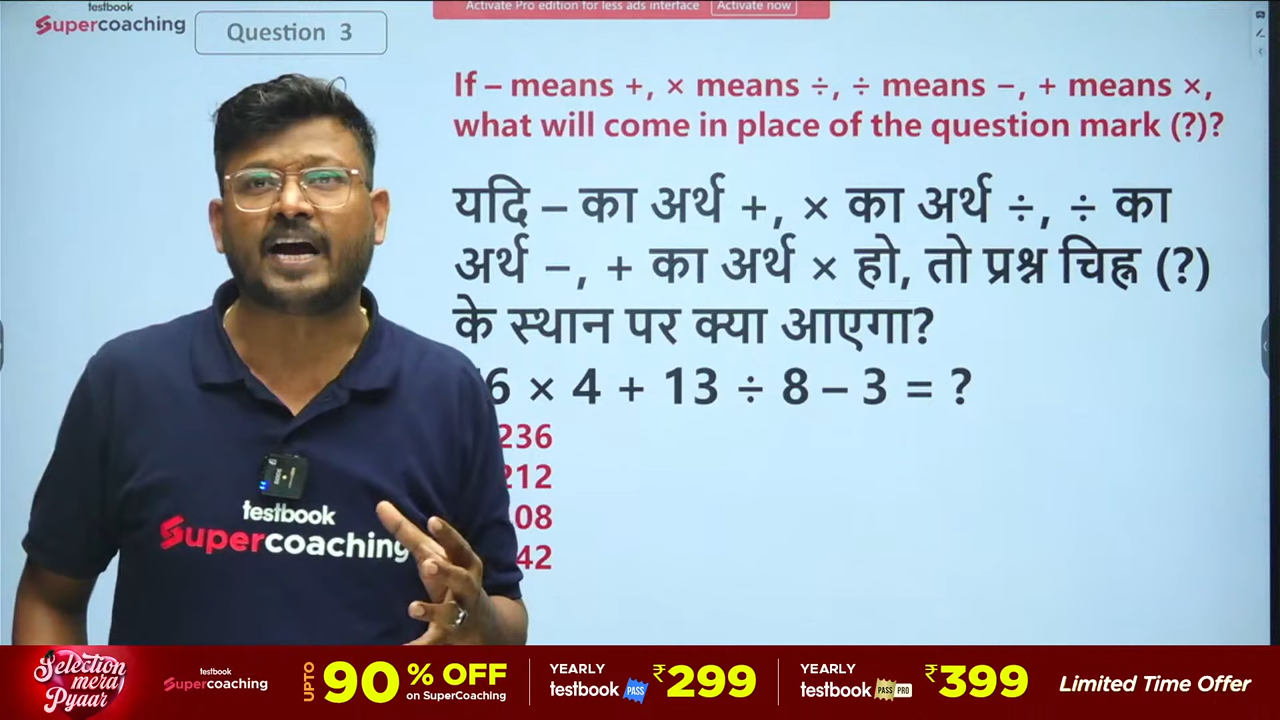 testbook
Supercoaching
Question 3
Activate Pro edition for less ads interface Activate now
If – means +, × means ÷, ÷ means −, + means ×,
what will come in place of the question mark (?)?
यदि – का अर्थ +, × का अर्थ ÷, ÷ का
अर्थ −, + का अर्थ × हो, तो प्रश्न चिह्न (?)
के स्थान पर क्या आएगा?
6 × 4 + 13 ÷ 8 – 3 = ?
236
212
08
42
testbook
Supercoaching
Selection
mera
Pyaar
testbook
Supercoaching
UPTO 90% OFF
on SuperCoaching
YEARLY
testbook PASS
₹299
YEARLY
testbook PASS PRO
₹399
Limited Time Offer